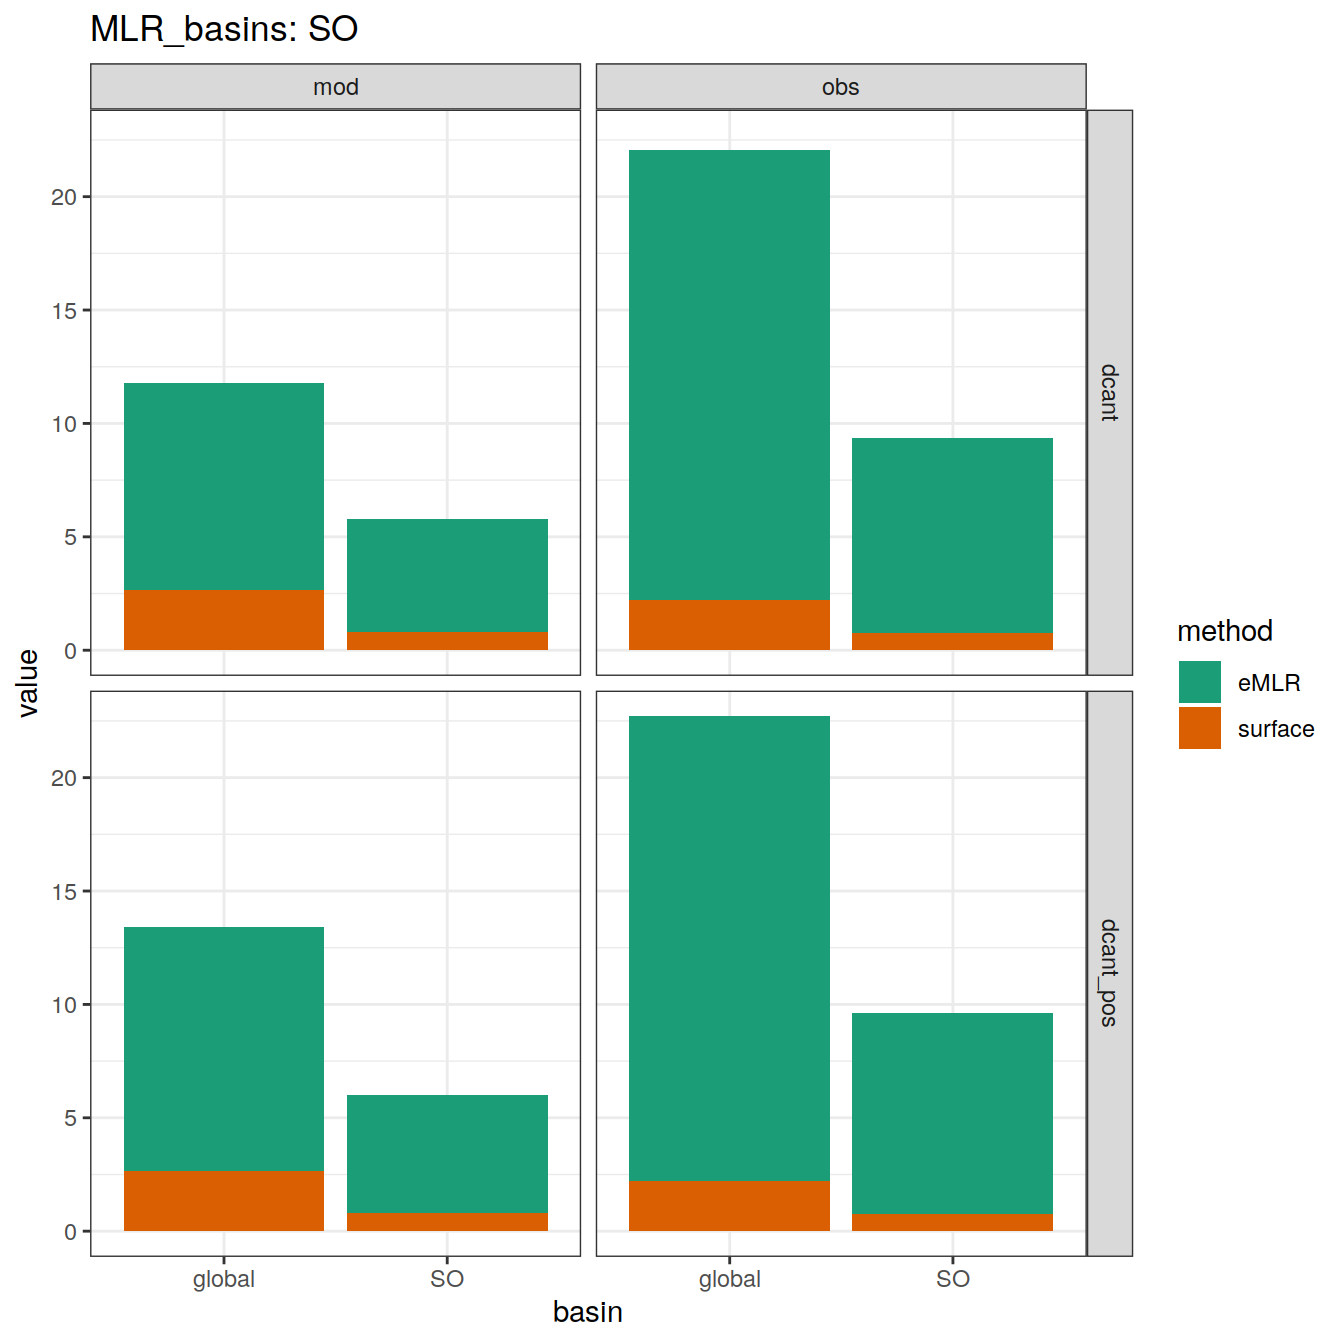 MLR_basins: SO
mod
obs
20
15
10
5
0
dcant
20
15
10
5
0
dcant_pos
value
global
SO
global
SO
basin
method
eMLR
surface